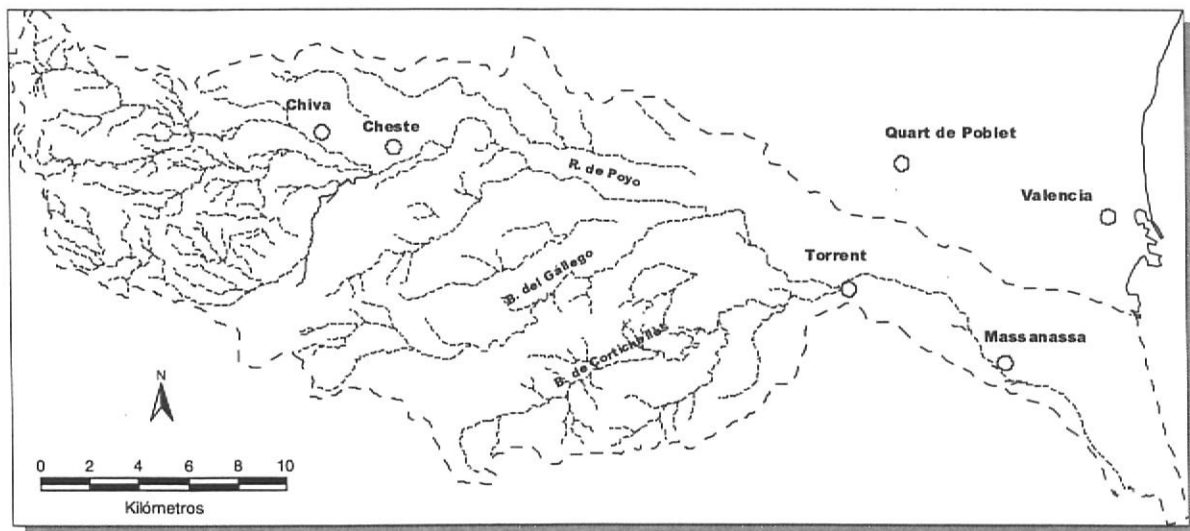 Chiva
Cheste
Quart de Poblet
R. de Poyo
Valencia
Torrent
B. del Gallego
Massanassa
B. de Cortichelles
N
0 2 4 6 8 10
Kilómetros